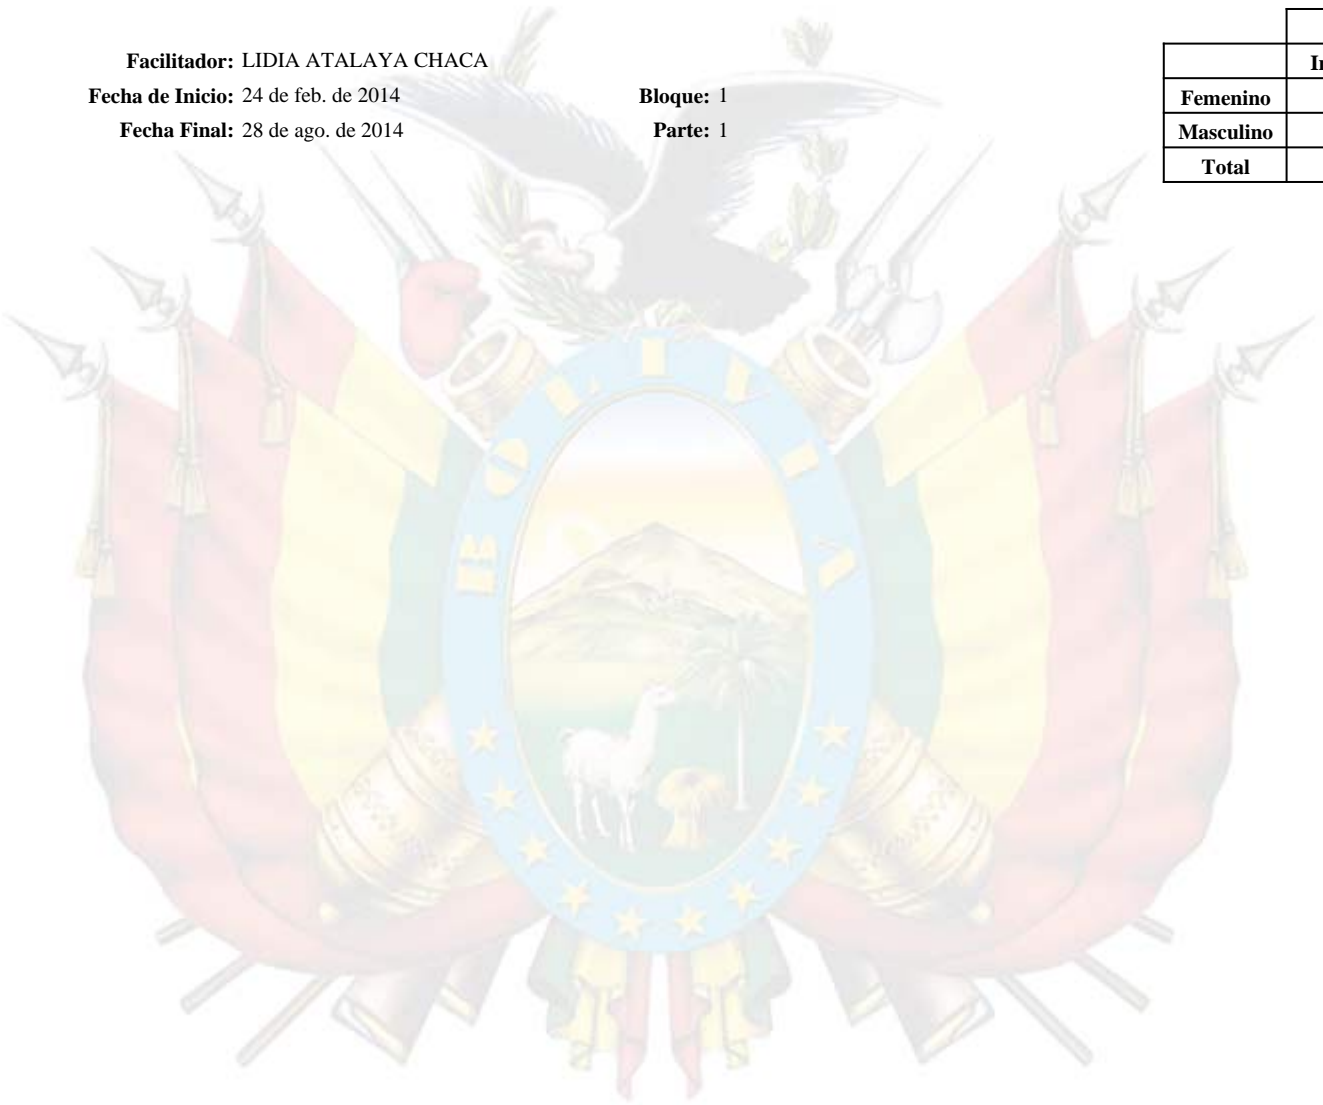 Facilitador: LIDIA ATALAYA CHACA
Fecha de Inicio: 24 de feb. de 2014 Bloque: 1
Fecha Final: 28 de ago. de 2014 Parte: 1
Femenino
Masculino
Total
BOLIVIA